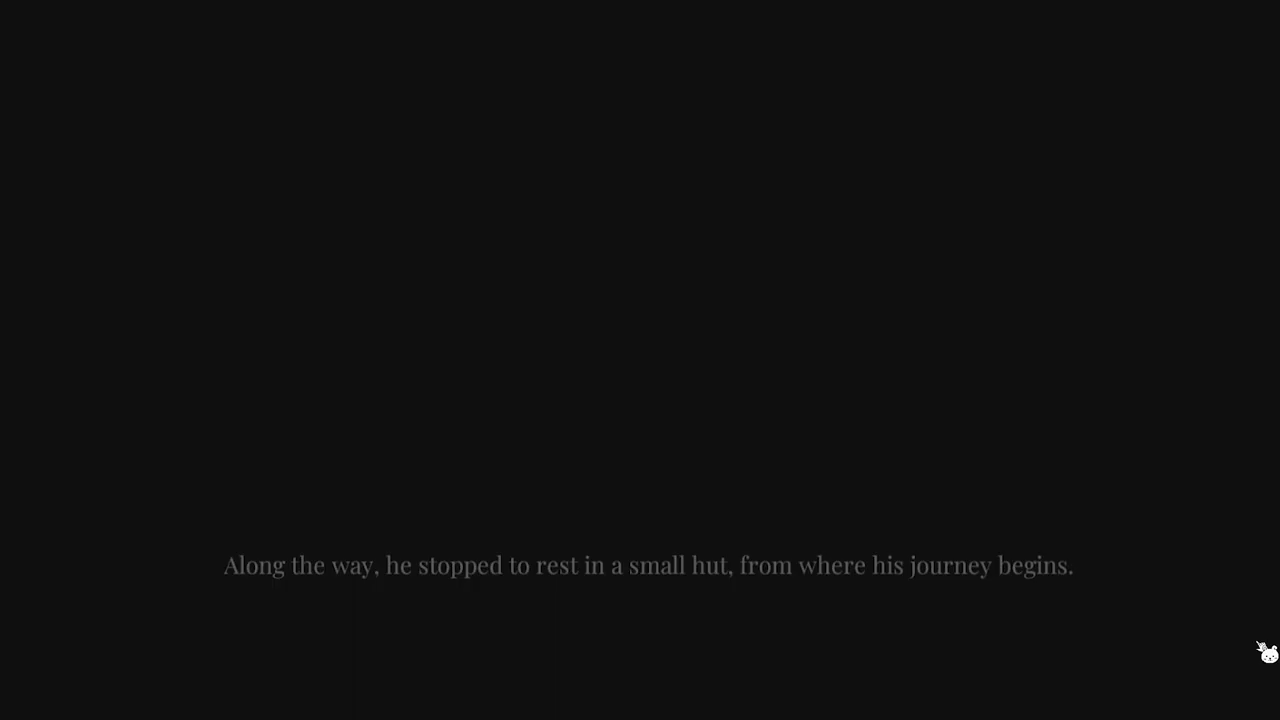 Along the way, he stopped to rest in a small hut, from where his journey begins.